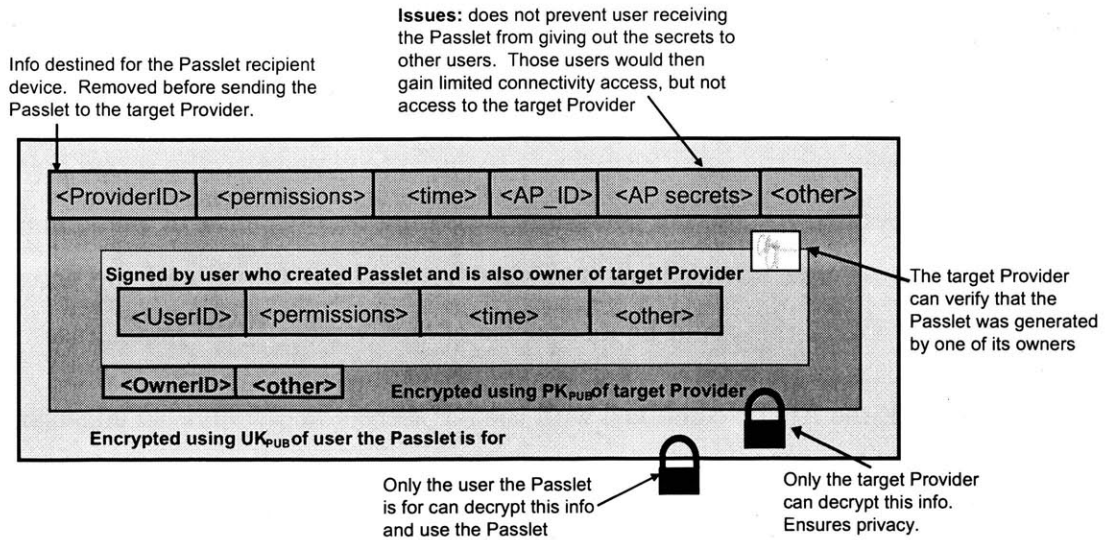 Issues: does not prevent user receiving
the Passlet from giving out the secrets to
other users. Those users would then
gain limited connectivity access, but not
access to the target Provider
Info destined for the Passlet recipient
device. Removed before sending the
Passlet to the target Provider.
<ProviderID> <permissions> <time> <AP_ID> <AP secrets> <other>
Signed by user who created Passlet and is also owner of target Provider
<UserID> <permissions> <time> <other>
The target Provider
can verify that the
Passlet was generated
by one of its owners
<OwnerID> <other>
Encrypted using PKPUBof target Provider
Encrypted using UKPUBof user the Passlet is for
Only the user the Passlet
is for can decrypt this info
and use the Passlet
Only the target Provider
can decrypt this info.
Ensures privacy.